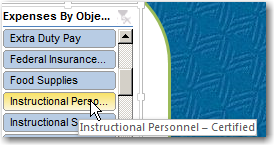 Expenses By Obje...
Extra Duty Pay
Federal Insurance...
Food Supplies
Instructional Perso...
Instructional S
Instructional Personnel – Certified